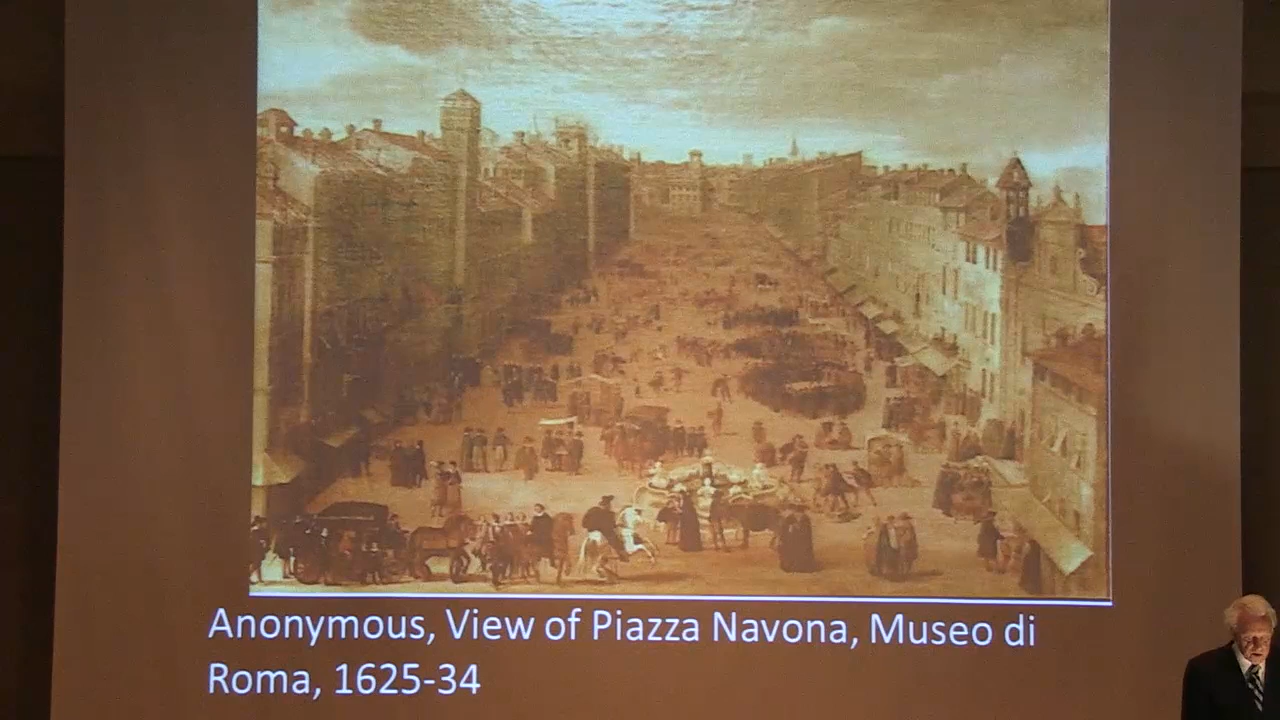 Anonymous, View of Piazza Navona, Museo di
Roma, 1625-34